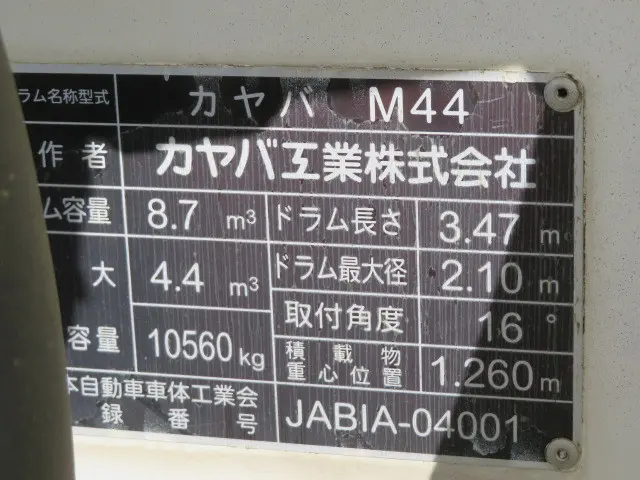 ラム名称型式 カヤバ M44
作者 カヤバ工業株式会社
ム容量 8.7 m³ ドラム長さ 3.47 m
大 4.4 m³ ドラム最大径 2.10 m
取付角度 16°
容量 10560 kg 積載物重心位置 1.260 m
本自動車車体工業会
録番号 JABIA-04001